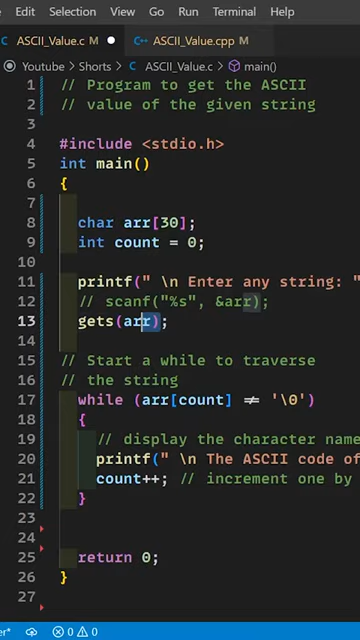 Edit Selection View Go Run Terminal Help
ASCII_Value.c M ASCII_Value.cpp M
Youtube > Shorts > C ASCII_Value.c > main()
1 // Program to get the ASCII
2 // value of the given string
3
4 #include <stdio.h>
5 int main()
6 {
7
8 char arr[30];
9 int count = 0;
10
11 printf(" \n Enter any string: "
12 // scanf("%s", &arr);
13 gets(arr);
14
15 // Start a while to traverse
16 // the string
17 while (arr[count] ≠ '\0')
18 {
19 // display the character name
20 printf(" \n The ASCII code of
21 count++; // increment one by
22 }
23
24
25 return 0;
26 }
27
0 0